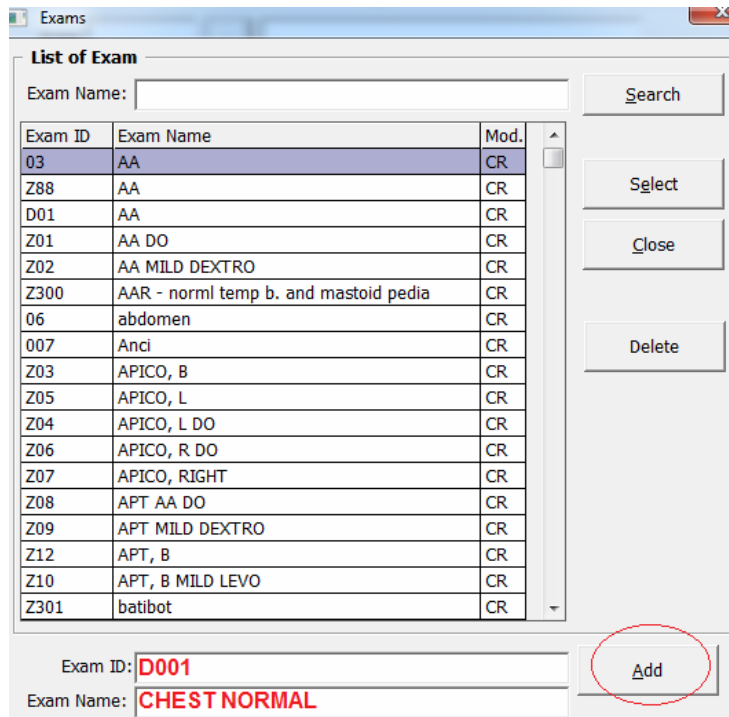 Exams
List of Exam
Exam Name:
Search
Exam ID Exam Name Mod.
03 AA CR
Z88 AA CR
D01 AA CR
Z01 AA DO CR
Z02 AA MILD DEXTRO CR
Z300 AAR - norml temp b. and mastoid pedia CR
06 abdomen CR
007 Anci CR
Z03 APICO, B CR
Z05 APICO, L CR
Z04 APICO, L DO CR
Z06 APICO, R DO CR
Z07 APICO, RIGHT CR
Z08 APT AA DO CR
Z09 APT MILD DEXTRO CR
Z12 APT, B CR
Z10 APT, B MILD LEVO CR
Z301 batibot CR
Select
Close
Delete
Exam ID: D001
Exam Name: CHEST NORMAL
Add